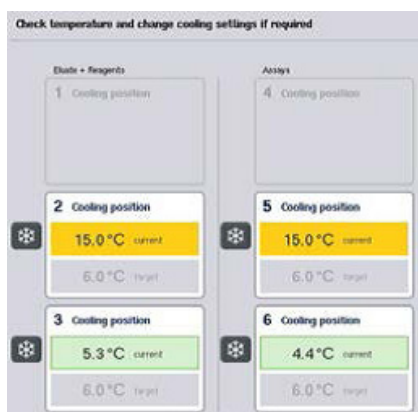 Check temperature and change cooling settings if required
Eluate + Reagents
Assays
1 Cooling position
4 Cooling position
2 Cooling position
5 Cooling position
15.0°C current
15.0°C current
6.0°C target
6.0°C target
3 Cooling position
6 Cooling position
5.3°C current
4.4°C current
6.0°C target
6.0°C target